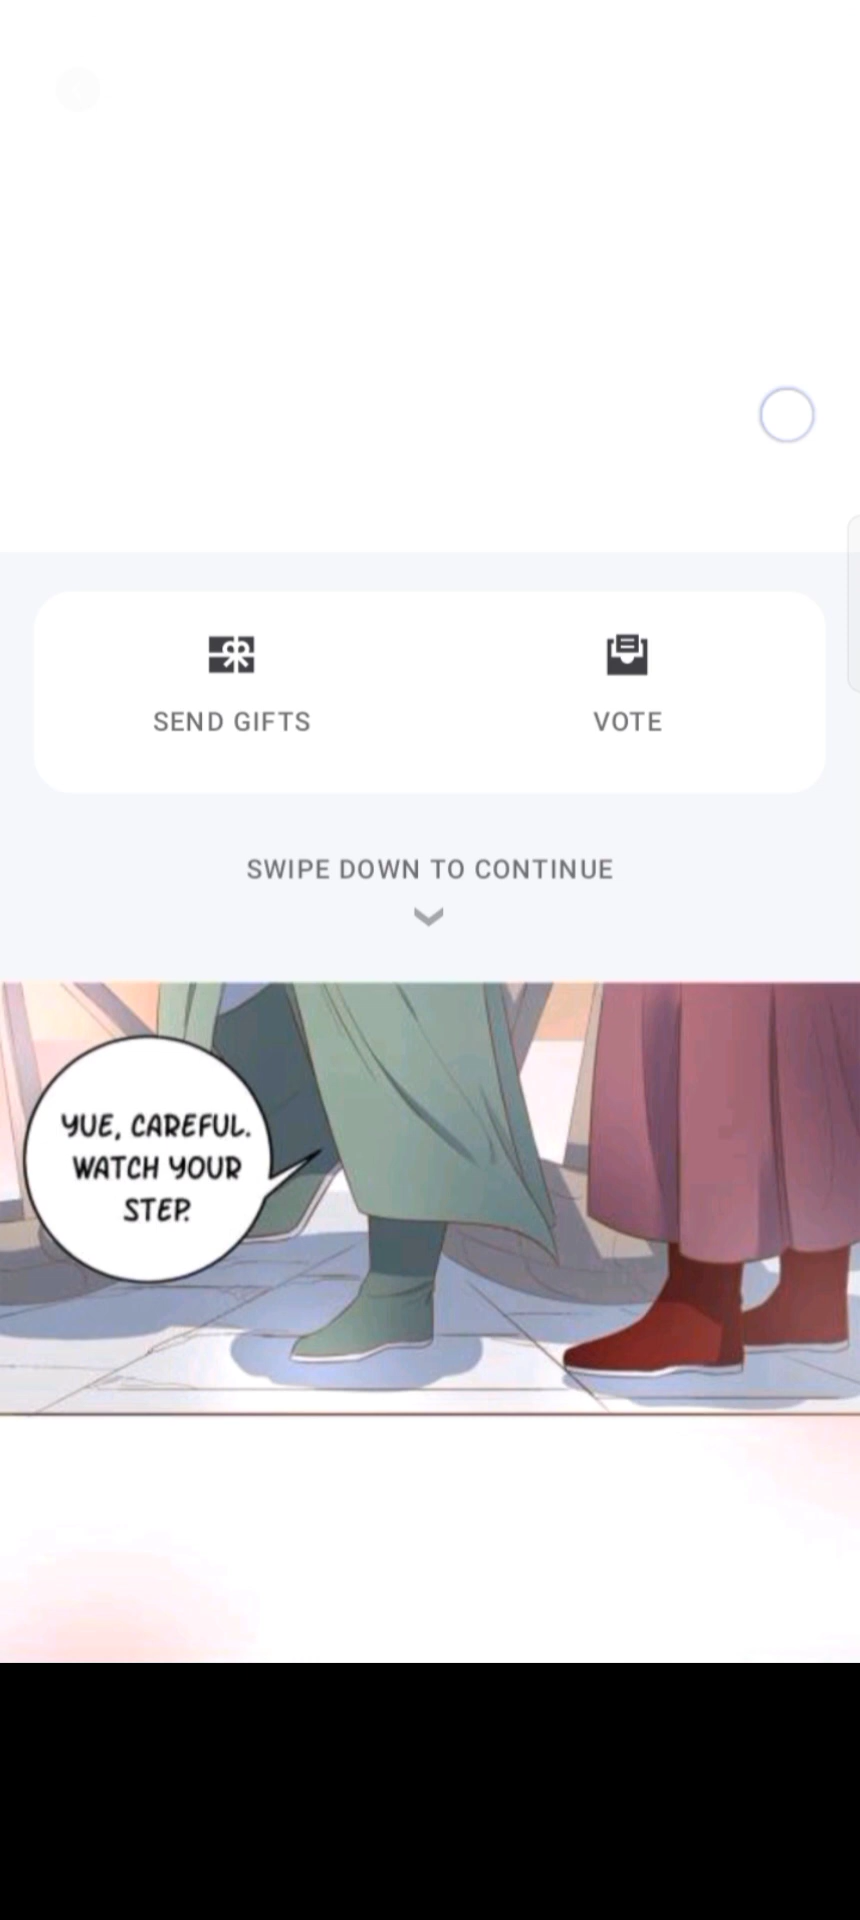 SEND GIFTS
VOTE
SWIPE DOWN TO CONTINUE
YUE, CAREFUL.
WATCH YOUR
STEP.